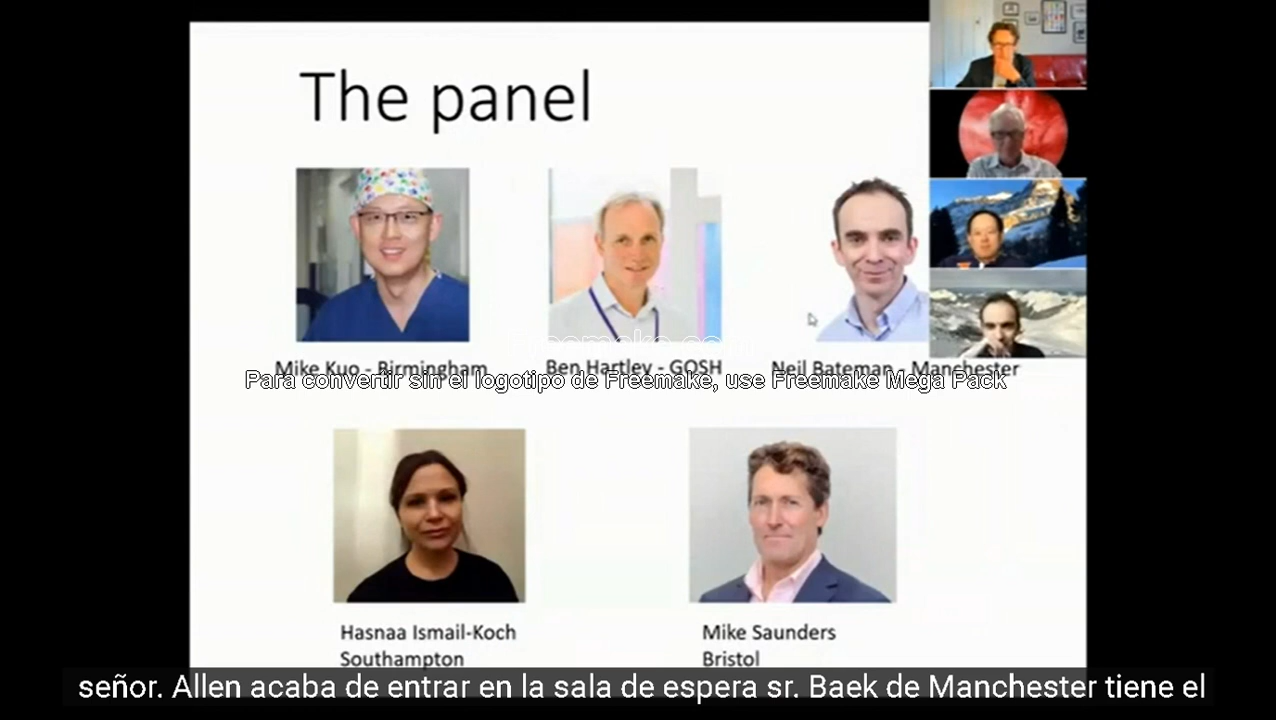 The panel
Mike Kuo - Birmingham
Ben Hartley - GOSH
Neil Bateman - Manchester
Freemake.com
Para convertir sin el logotipo de Freemake, use Freemake Mega Pack
Hasnaa Ismail-Koch
Southampton
Mike Saunders
Bristol
señor. Allen acaba de entrar en la sala de espera sr. Baek de Manchester tiene el